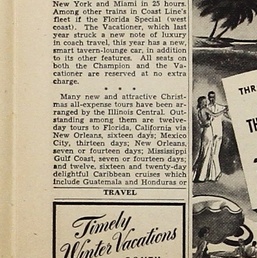 York and Miami in 25 hours.
Among other trains in Coast Line's
fleet if the Florida Special (west
coast). The Vacationer, which last
year struck a new note of luxury
in coach travel, this year has a new,
smart tavern-lounge car, in addition
to its other features. All seats on
both the Champion and the Va-
cationer are reserved at no extra
charge.
* * *
Many new and attractive Christ-
mas all-expense tours have been ar-
ranged by the Illinois Central. Out-
standing among them are twelve-
day tours to Florida, California via
New Orleans, sixteen days; Mexico
City, thirteen days; New Orleans,
seven or fourteen days; Mississippi
Gulf Coast, seven or fourteen days;
and twelve, sixteen and twenty-day
delightful Caribbean cruises which
include Guatemala and Honduras or
TRAVEL
Timely
Winter Vacations
THR
TH